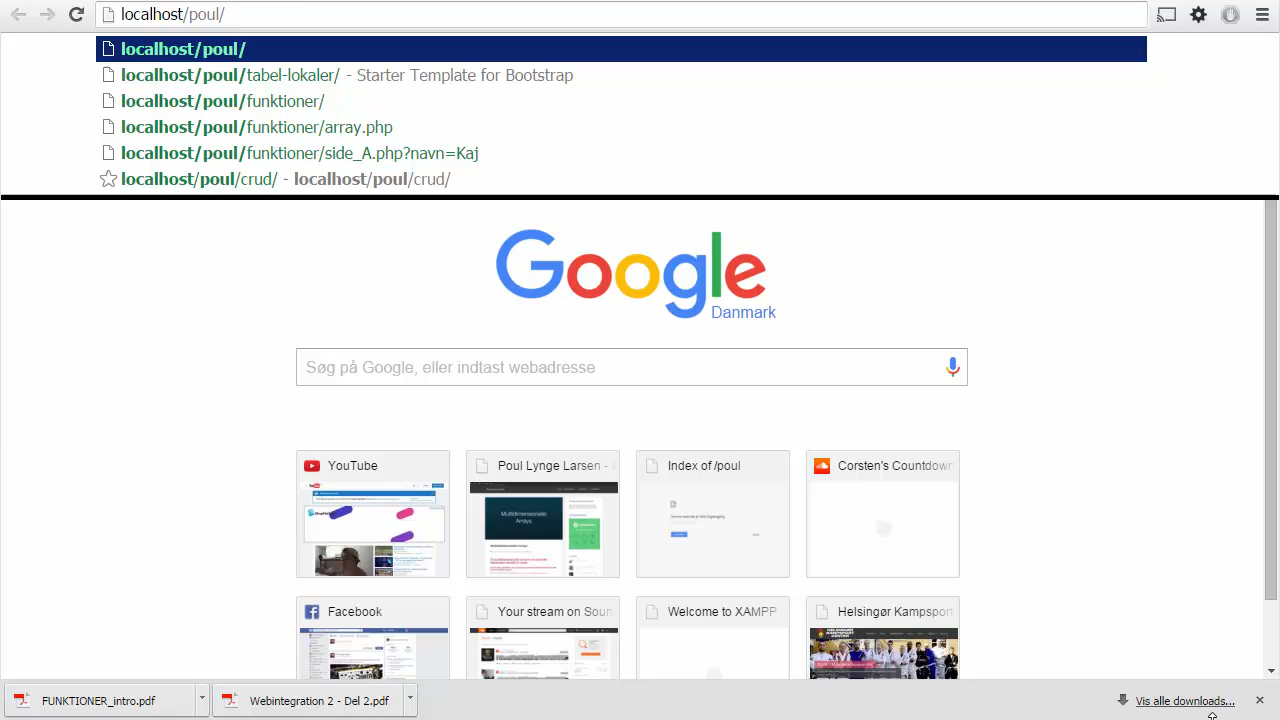 localhost/poul/
localhost/poul/
localhost/poul/tabel-lokaler/ - Starter Template for Bootstrap
localhost/poul/funktioner/
localhost/poul/funktioner/array.php
localhost/poul/funktioner/side_A.php?navn=Kaj
localhost/poul/crud/ - localhost/poul/crud/
Google
Danmark
Søg på Google, eller indtast webadresse
YouTube
Poul Lynge Larsen -
Index of /poul
Corsten's Countdown
Multidimensionelle
Arrays
Facebook
Your stream on Soun
Welcome to XAMPP
Helsingør Kampsport
FUNKTIONER_intro.pdf
Webintegration 2 - Del 2.pdf
Vis alle downloads...